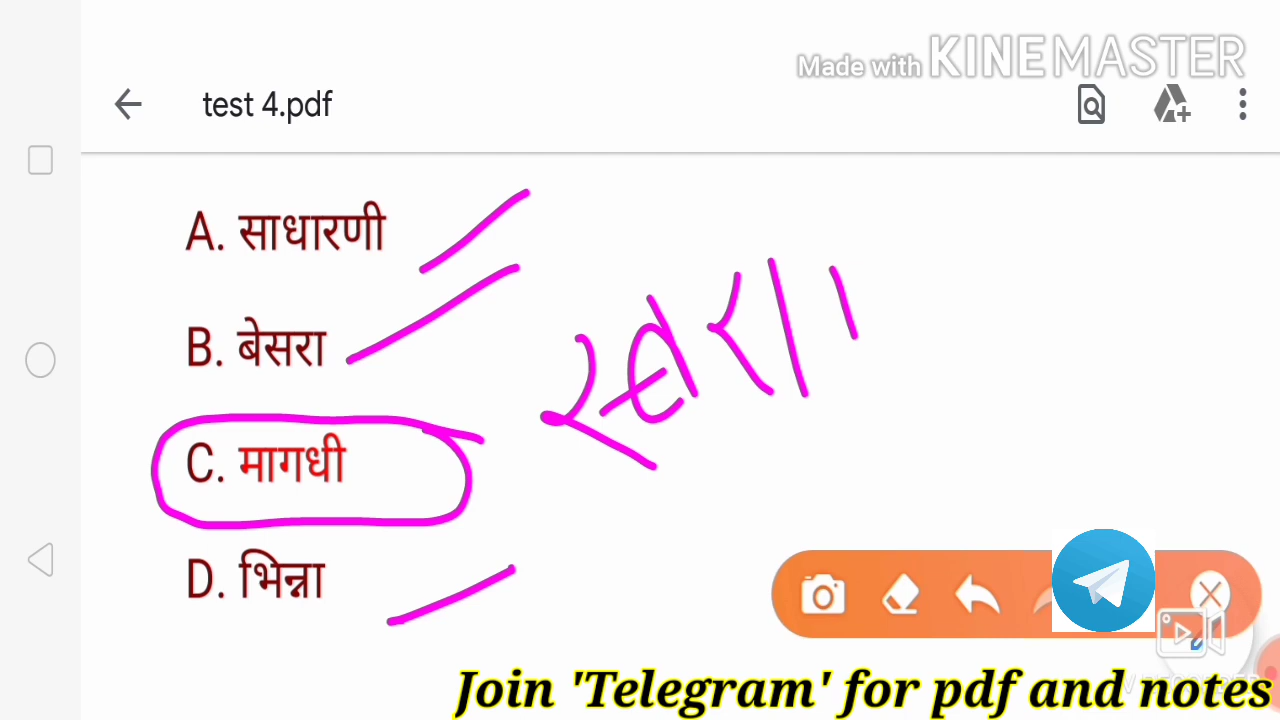 Made with KINEMASTER
test 4.pdf
A. साधारणी
B. बेसरा
C. मागधी
D. भिन्ना
Join 'Telegram' for pdf and notes